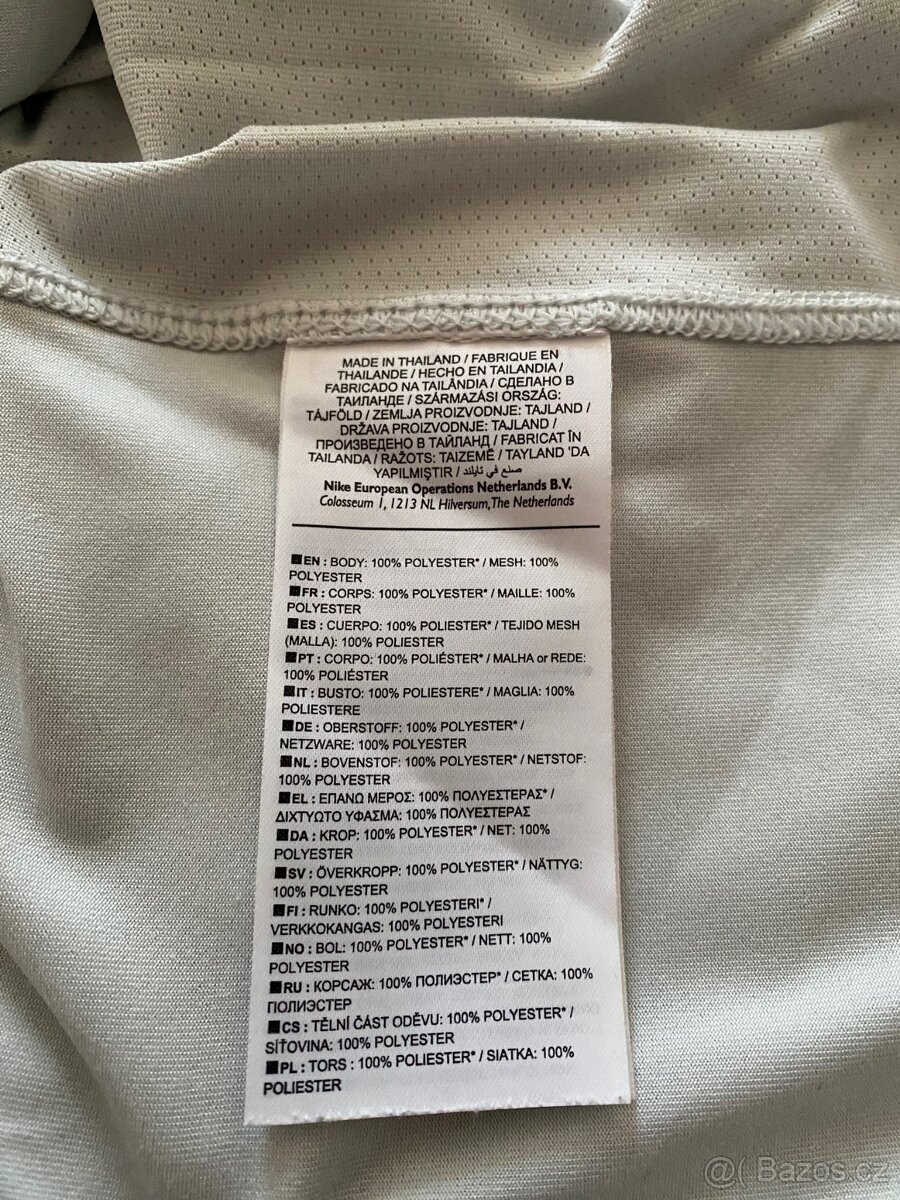 MADE IN THAILAND / FABRIQUE EN
THAILANDE / HECHO EN TAILANDIA /
FABRICADO NA TAILÂNDIA / СДЕЛАНО В
ТАИЛАНДЕ / SZÁRMAZÁSI ORSZÁG:
TÁJFÖLD / ZEMLJA PROIZVODNJE: TAJLAND /
DRŽAVA PROIZVODNJE: TAJLAND /
ПРОИЗВЕДЕНО В ТАЙЛАНД / FABRICAT ÎN
TAILANDA / RAŽOTS: TAIZEMĒ / TAYLAND 'DA
YAPILMIŞTIR / صنع في تايلند
Nike European Operations Netherlands B.V.
Colosseum 1, 1213 NL Hilversum, The Netherlands
EN : BODY: 100% POLYESTER* / MESH: 100%
POLYESTER
FR : CORPS: 100% POLYESTER* / MAILLE: 100%
POLYESTER
ES : CUERPO: 100% POLIESTER* / TEJIDO MESH
(MALLA): 100% POLIESTER
PT : CORPO: 100% POLIÉSTER* / MALHA or REDE:
100% POLIÉSTER
IT : BUSTO: 100% POLIESTERE* / MAGLIA: 100%
POLIESTERE
DE : OBERSTOFF: 100% POLYESTER* /
NETZWARE: 100% POLYESTER
NL : BOVENSTOF: 100% POLYESTER* / NETSTOF:
100% POLYESTER
EL : ΕΠΑΝΩ ΜΕΡΟΣ: 100% ΠΟΛΥΕΣΤΕΡΑΣ* /
ΔΙΧΤΥΩΤΟ ΥΦΑΣΜΑ: 100% ΠΟΛΥΕΣΤΕΡΑΣ
DA : KROP: 100% POLYESTER* / NET: 100%
POLYESTER
SV : ÖVERKROPP: 100% POLYESTER* / NÄTTYG:
100% POLYESTER
FI : RUNKO: 100% POLYESTERI* /
VERKKOKANGAS: 100% POLYESTERI
NO : BOL: 100% POLYESTER* / NETT: 100%
POLYESTER
RU : КОРСАЖ: 100% ПОЛИЭСТЕР* / СЕТКА: 100%
ПОЛИЭСТЕР
CS : TĚLNÍ ČÁST ODĚVU: 100% POLYESTER* /
SÍŤOVINA: 100% POLYESTER
PL : TORS : 100% POLIESTER* / SIATKA: 100%
POLIESTER
@( Bazos.cz